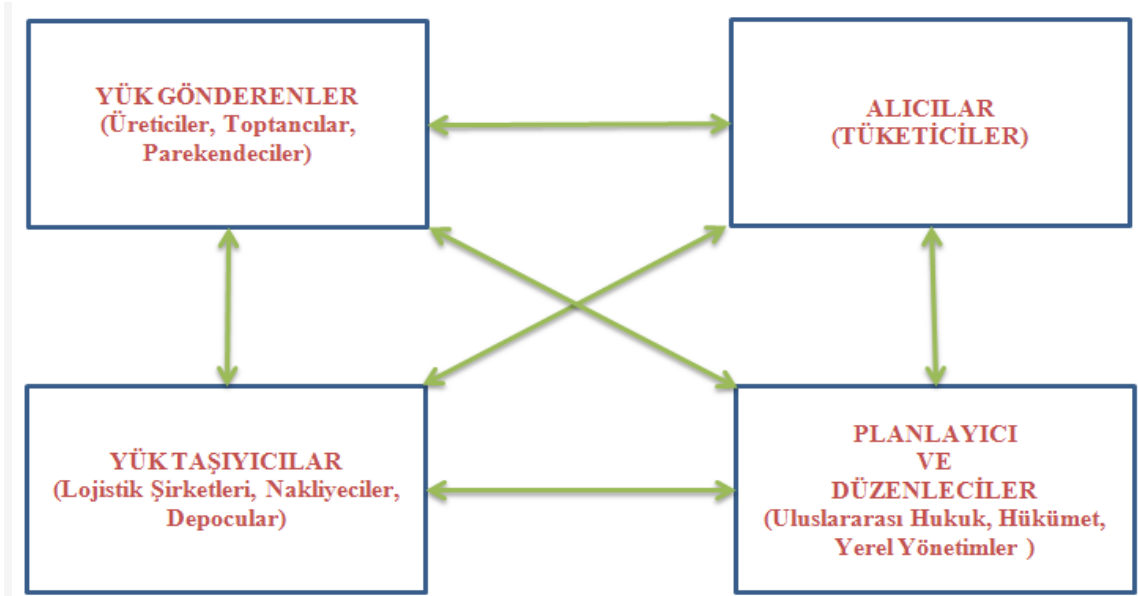 YÜK GÖNDERENLER
(Üreticiler, Toptancılar,
Parekendeciler)
ALICILAR
(TÜKETİCİLER)
YÜK TAŞIYICILAR
(Lojistik Şirketleri, Nakliyeciler,
Depocular)
PLANLAYICI
VE
DÜZENLECİLER
(Uluslararası Hukuk, Hükümet,
Yerel Yönetimler )